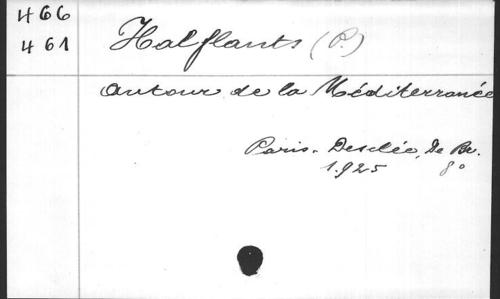 466
461
Halflants (P.)
Autour de la Méditerranée
Paris. Desclée, De Br.
1925 8°